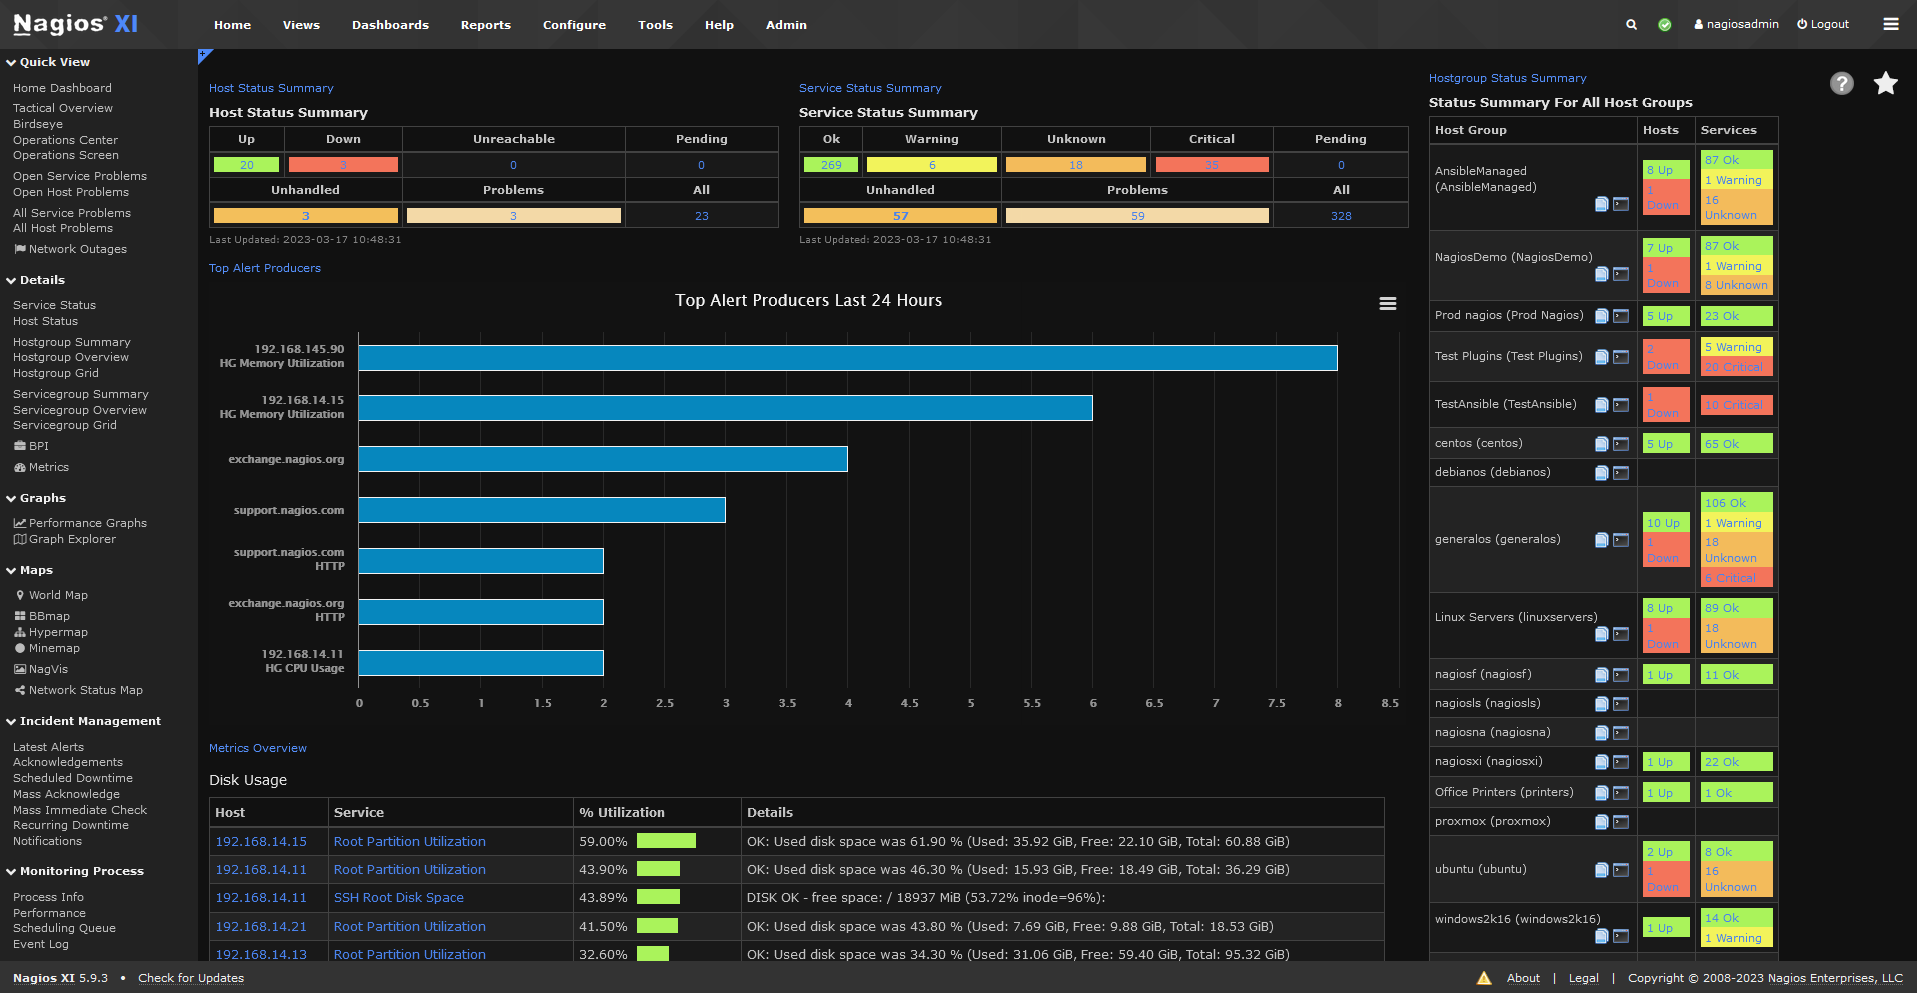 Nagios® XI
Home Views Dashboards Reports Configure Tools Help Admin
nagiosadmin Logout
Quick View
Home Dashboard
Tactical Overview
Birdseye
Operations Center
Operations Screen
Open Service Problems
Open Host Problems
All Service Problems
All Host Problems
Network Outages
Details
Service Status
Host Status
Hostgroup Summary
Hostgroup Overview
Hostgroup Grid
Servicegroup Summary
Servicegroup Overview
Servicegroup Grid
BPI
Metrics
Graphs
Performance Graphs
Graph Explorer
Maps
World Map
BBmap
Hypermap
Minemap
NagVis
Network Status Map
Incident Management
Latest Alerts
Acknowledgements
Scheduled Downtime
Mass Acknowledge
Mass Immediate Check
Recurring Downtime
Notifications
Monitoring Process
Process Info
Performance
Scheduling Queue
Event Log
Host Status Summary
Host Status Summary
Up Down Unreachable Pending
20 3 0 0
Unhandled Problems All
3 3 23
Last Updated: 2023-03-17 10:48:31
Service Status Summary
Service Status Summary
Ok Warning Unknown Critical Pending
269 6 18 35 0
Unhandled Problems All
57 59 328
Last Updated: 2023-03-17 10:48:31
Top Alert Producers
Top Alert Producers Last 24 Hours
192.168.145.90
HG Memory Utilization
192.168.14.15
HG Memory Utilization
exchange.nagios.org
support.nagios.com
support.nagios.com
HTTP
exchange.nagios.org
HTTP
192.168.14.11
HG CPU Usage
0 0.5 1 1.5 2 2.5 3 3.5 4 4.5 5 5.5 6 6.5 7 7.5 8 8.5
Metrics Overview
Disk Usage
Host Service % Utilization Details
192.168.14.15 Root Partition Utilization 59.00% OK: Used disk space was 61.90 % (Used: 35.92 GiB, Free: 22.10 GiB, Total: 60.88 GiB)
192.168.14.11 Root Partition Utilization 43.90% OK: Used disk space was 46.30 % (Used: 15.93 GiB, Free: 18.49 GiB, Total: 36.29 GiB)
192.168.14.11 SSH Root Disk Space 43.89% DISK OK - free space: / 18937 MiB (53.72% inode=96%):
192.168.14.21 Root Partition Utilization 41.50% OK: Used disk space was 43.80 % (Used: 7.69 GiB, Free: 9.88 GiB, Total: 18.53 GiB)
192.168.14.13 Root Partition Utilization 32.60% OK: Used disk space was 34.30 % (Used: 31.06 GiB, Free: 59.40 GiB, Total: 95.32 GiB)
Hostgroup Status Summary
Status Summary For All Host Groups
Host Group Hosts Services
AnsibleManaged
(AnsibleManaged)
8 Up
1
Down
87 Ok
1 Warning
16
Unknown
NagiosDemo (NagiosDemo)
7 Up
1
Down
87 Ok
1 Warning
8 Unknown
Prod nagios (Prod Nagios) 5 Up 23 Ok
Test Plugins (Test Plugins)
2
Down
5 Warning
20 Critical
TestAnsible (TestAnsible)
1
Down
10 Critical
centos (centos) 5 Up 65 Ok
debianos (debianos)
generalos (generalos)
10 Up
1
Down
106 Ok
1 Warning
18
Unknown
6 Critical
Linux Servers (linuxservers)
8 Up
1
Down
89 Ok
18
Unknown
nagiosf (nagiosf) 1 Up 11 Ok
nagiosls (nagiosls)
nagiosna (nagiosna)
nagiosxi (nagiosxi) 1 Up 22 Ok
Office Printers (printers) 1 Up 1 Ok
proxmox (proxmox)
ubuntu (ubuntu)
2 Up
1
Down
8 Ok
16
Unknown
windows2k16 (windows2k16)
1 Up
14 Ok
1 Warning
Nagios XI 5.9.3 • Check for Updates
About | Legal | Copyright © 2008-2023 Nagios Enterprises, LLC